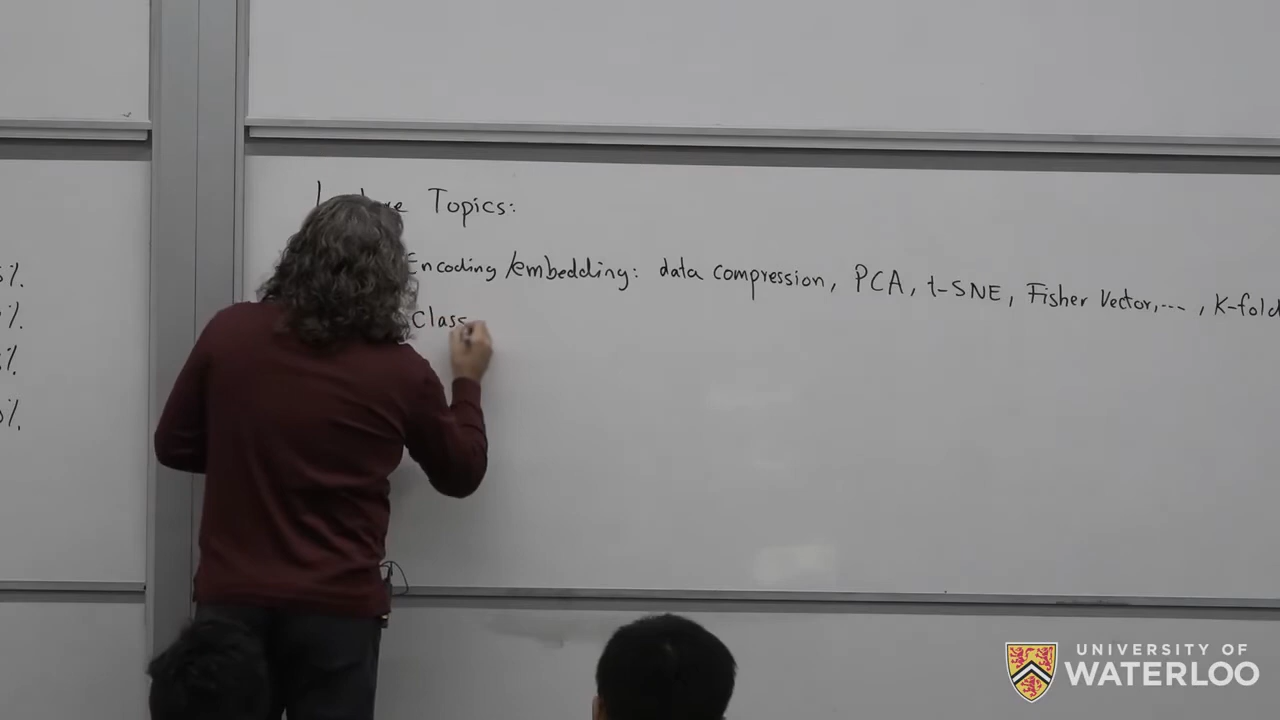 Topics:
Encoding/embedding: data compression, PCA, t-SNE, Fisher Vector,--- , K-fold
Class
%.
%.
%.
%.
UNIVERSITY OF
WATERLOO